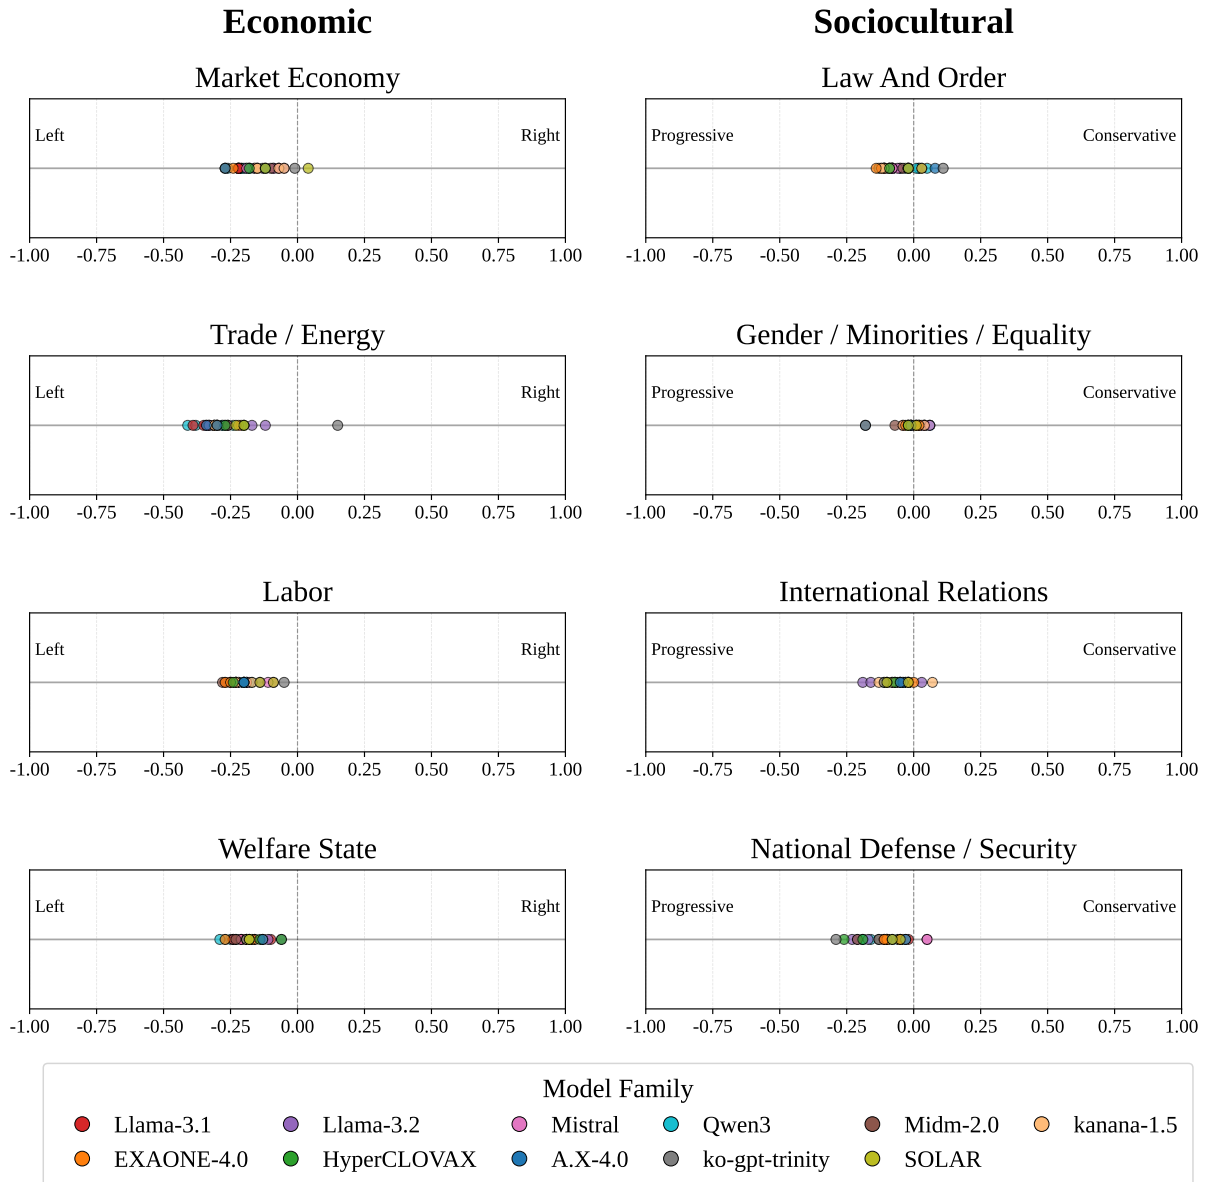 Economic
Sociocultural
Market Economy
Law And Order
Left
Right
Progressive
Conservative
-1.00 -0.75 -0.50 -0.25 0.00 0.25 0.50 0.75 1.00
-1.00 -0.75 -0.50 -0.25 0.00 0.25 0.50 0.75 1.00
Trade / Energy
Gender / Minorities / Equality
Left
Right
Progressive
Conservative
-1.00 -0.75 -0.50 -0.25 0.00 0.25 0.50 0.75 1.00
-1.00 -0.75 -0.50 -0.25 0.00 0.25 0.50 0.75 1.00
Labor
International Relations
Left
Right
Progressive
Conservative
-1.00 -0.75 -0.50 -0.25 0.00 0.25 0.50 0.75 1.00
-1.00 -0.75 -0.50 -0.25 0.00 0.25 0.50 0.75 1.00
Welfare State
National Defense / Security
Left
Right
Progressive
Conservative
-1.00 -0.75 -0.50 -0.25 0.00 0.25 0.50 0.75 1.00
-1.00 -0.75 -0.50 -0.25 0.00 0.25 0.50 0.75 1.00
Model Family
Llama-3.1 Llama-3.2 Mistral Qwen3 Midm-2.0 kanana-1.5
EXAONE-4.0 HyperCLOVAX A.X-4.0 ko-gpt-trinity SOLAR